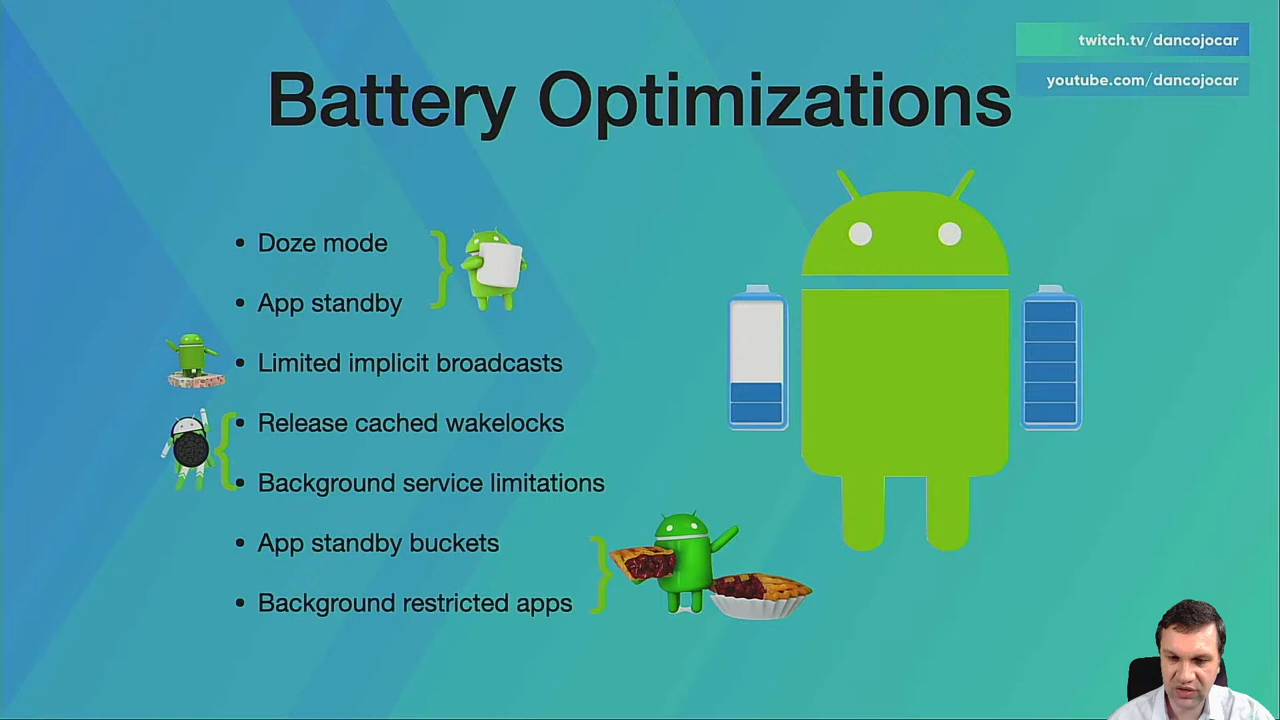 twitch.tv/dancojocar
youtube.com/dancojocar
Battery Optimizations
• Doze mode
• App standby
• Limited implicit broadcasts
• Release cached wakelocks
• Background service limitations
• App standby buckets
• Background restricted apps